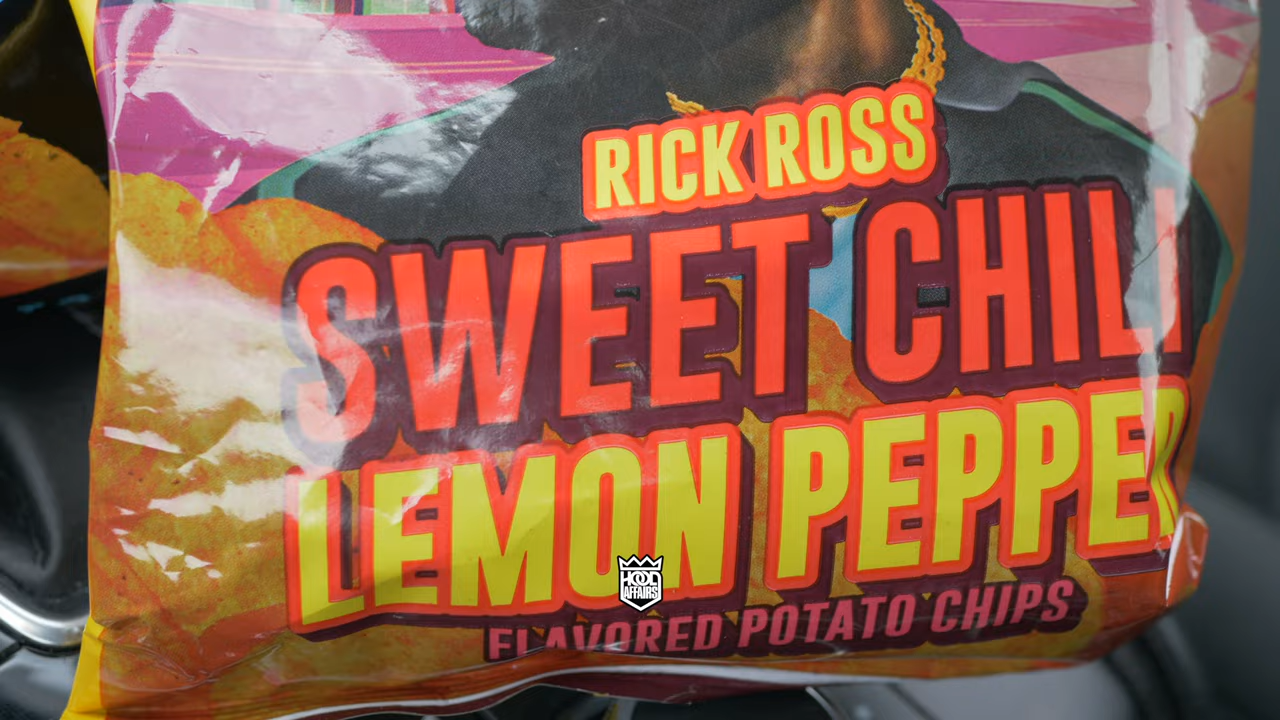 RICK ROSS
SWEET CHILI
LEMON PEPPER
HOOD
AFFAIRS
FLAVORED POTATO CHIPS